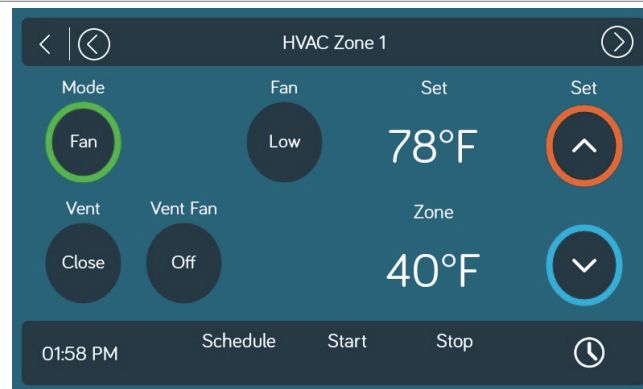 HVAC Zone 1
Mode Fan Set Set
Fan Low 78°F
Vent Vent Fan Zone
Close Off 40°F
01:58 PM Schedule Start Stop